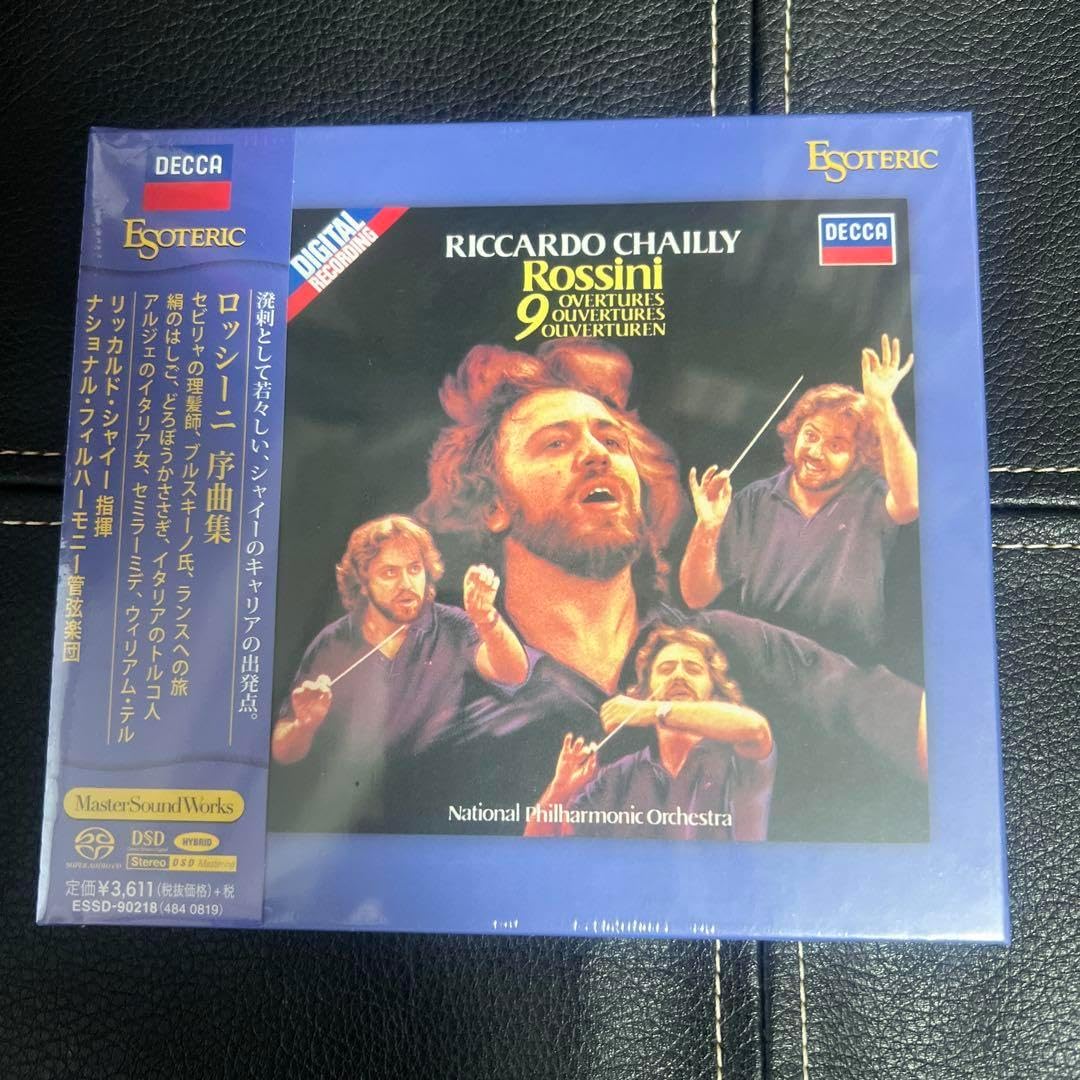 DECCA
ESOTERIC
溌剌として若々しい、シャイーのキャリアの出発点。
ロッシーニ 序曲集
セビリャの理髪師、ブルスキーノ氏、ランスへの旅
絹のはしご、どろぼうかささぎ、イタリアのトルコ人
アルジェのイタリア女、セミラーミデ、ウィリアム・テル
リッカルド・シャイー 指揮
ナショナル・フィルハーモニー管弦楽団
MasterSoundWorks
SUPER AUDIO CD
DSD
Direct Stream Digital
HYBRID
Stereo
DSD Mastering
定価¥3,611(税抜価格)+税
ESSD-90218(484 0819)
ESOTERIC
DIGITAL
RECORDING
RICCARDO CHAILLY
DECCA
Rossini
9 OVERTURES
OUVERTURES
OUVERTUREN
National Philharmonic Orchestra